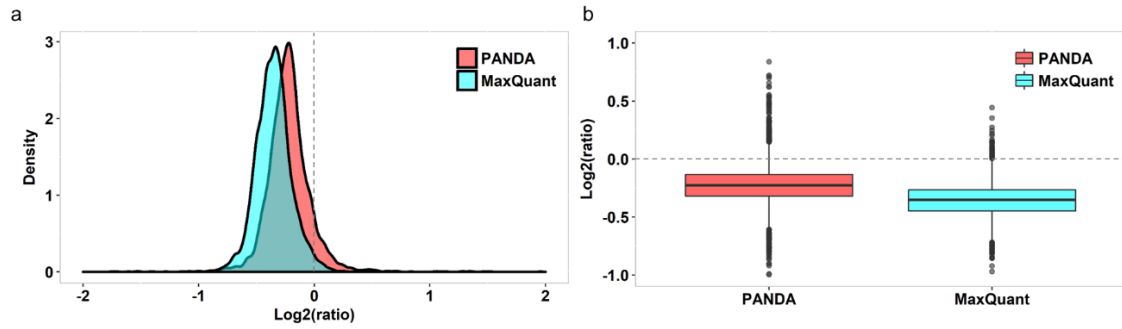 a
3
2
1
0
Density
-2
-1
0
1
2
Log2(ratio)
PANDA
MaxQuant
b
1.0
0.5
0.0
-0.5
-1.0
Log2(ratio)
PANDA
MaxQuant
PANDA
MaxQuant